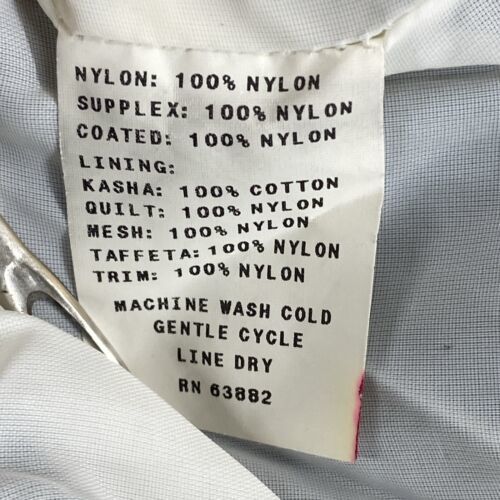 NYLON: 100% NYLON
SUPPLEX: 100% NYLON
COATED: 100% NYLON
LINING:
KASHA: 100% COTTON
QUILT: 100% NYLON
MESH: 100% NYLON
TAFFETA: 100% NYLON
TRIM: 100% NYLON
MACHINE WASH COLD
GENTLE CYCLE
LINE DRY
RN 63882